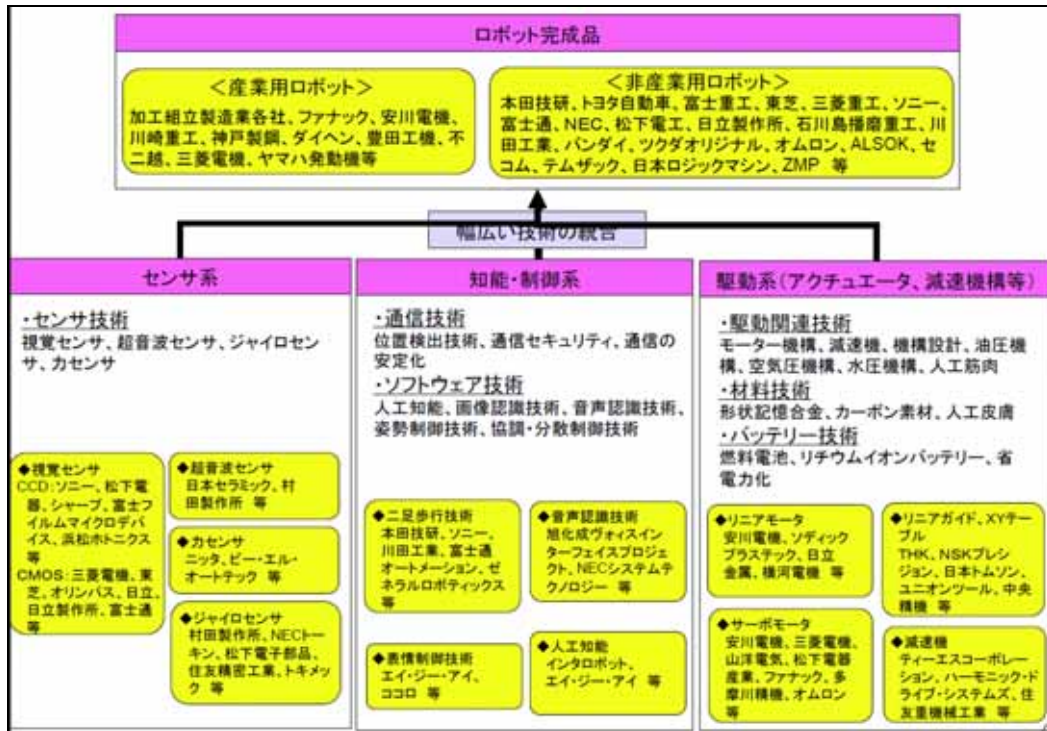 ロボット完成品
＜産業用ロボット＞
加工組立製造業各社、ファナック、安川電機、
川崎重工、神戸製鋼、ダイヘン、豊田工機、不
二越、三菱電機、ヤマハ発動機等
＜非産業用ロボット＞
本田技研、トヨタ自動車、富士重工、東芝、三菱重工、ソニー、
富士通、NEC、松下電工、日立製作所、石川島播磨重工、川
田工業、バンダイ、ツクダオリジナル、オムロン、ALSOK、セ
コム、テムザック、日本ロジックマシン、ZMP 等
幅広い技術の統合
センサ系
・センサ技術
視覚センサ、超音波センサ、ジャイロセン
サ、力センサ
◆視覚センサ
CCD：ソニー、松下電
器、シャープ、富士フ
イルムマイクロデバ
イス、浜松ホトニクス
等
CMOS：三菱電機、東
芝、オリンパス、日立、
日立製作所、富士通
等
◆超音波センサ
日本セラミック、村
田製作所 等
◆力センサ
ニッタ、ビー・エル・
オートテック 等
◆ジャイロセンサ
村田製作所、NECトー
キン、松下電子部品、
住友精密工業、トキメッ
ク 等
知能・制御系
・通信技術
位置検出技術、通信セキュリティ、通信の
安定化
・ソフトウェア技術
人工知能、画像認識技術、音声認識技術、
姿勢制御技術、協調・分散制御技術
◆二足歩行技術
本田技研、ソニー、
川田工業、富士通
オートメーション、ゼ
ネラルロボティックス
等
◆音声認識技術
旭化成ヴォイスイン
ターフェイスプロジェ
クト、NECシステムテ
クノロジー 等
◆表情制御技術
エイ・ジー・アイ、
ココロ 等
◆人工知能
インタロボット、
エイ・ジー・アイ 等
駆動系（アクチュエータ、減速機構等）
・駆動関連技術
モーター機構、減速機、機構設計、油圧機
構、空気圧機構、水圧機構、人工筋肉
・材料技術
形状記憶合金、カーボン素材、人工皮膚
・バッテリー技術
燃料電池、リチウムイオンバッテリー、省
電力化
◆リニアモータ
安川電機、ソディック
プラステック、日立
金属、横河電機 等
◆リニアガイド、XYテー
ブル
THK、NSKプレシ
ジョン、日本トムソン、
ユニオンツール、中央
精機 等
◆サーボモータ
安川電機、三菱電機、
山洋電気、松下電器
産業、ファナック、多
摩川精機、オムロン
等
◆減速機
ティーエスコーポレー
ション、ハーモニック・ド
ライブ・システムズ、住
友重機械工業 等